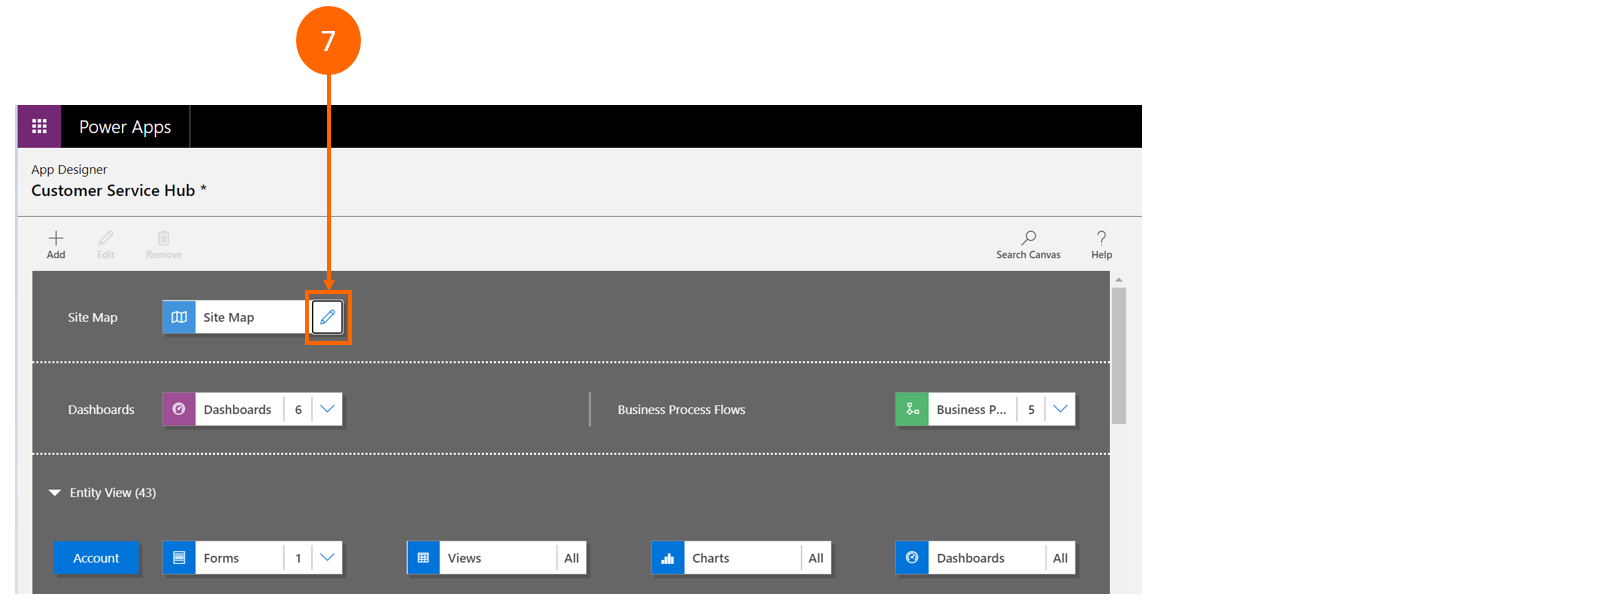 7
Power Apps
App Designer
Customer Service Hub *
Add Edit Remove Search Canvas ? Help
Site Map Site Map
Dashboards Dashboards 6 Business Process Flows Business P... 5
Entity View (43)
Account Forms 1 Views All Charts All Dashboards All